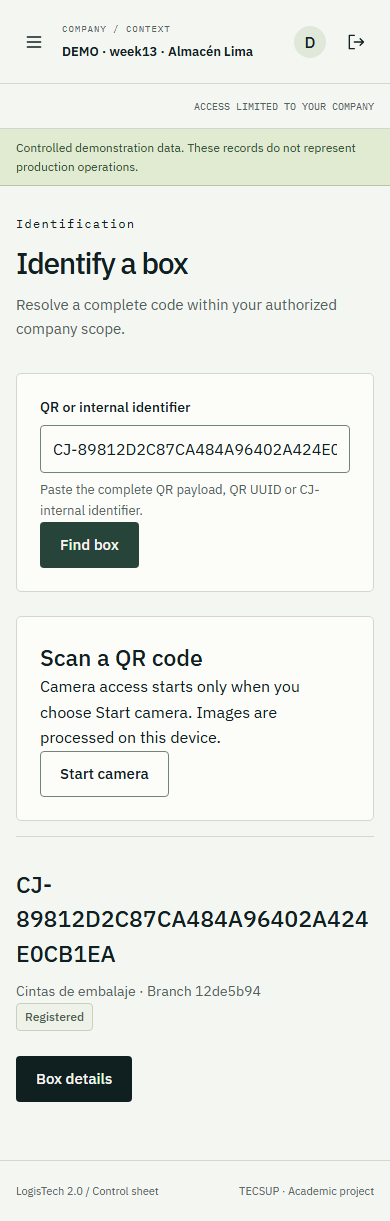 COMPANY / CONTEXT
DEMO · week13 · Almacén Lima
D
ACCESS LIMITED TO YOUR COMPANY
Controlled demonstration data. These records do not represent
production operations.
Identification
Identify a box
Resolve a complete code within your authorized
company scope.
QR or internal identifier
CJ-89812D2C87CA484A96402A424E0
Paste the complete QR payload, QR UUID or CJ-
internal identifier.
Find box
Scan a QR code
Camera access starts only when you
choose Start camera. Images are
processed on this device.
Start camera
CJ-
89812D2C87CA484A96402A424
E0CB1EA
Cintas de embalaje · Branch 12de5b94
Registered
Box details
LogisTech 2.0 / Control sheet
TECSUP · Academic project